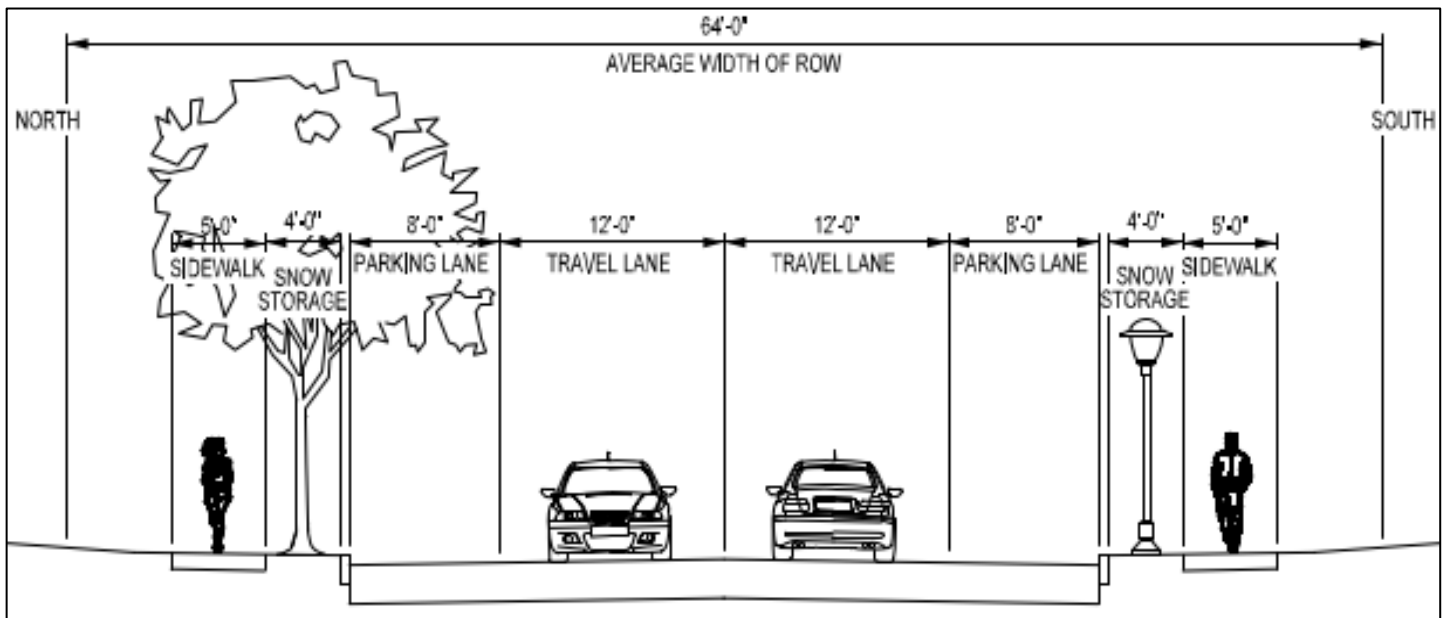 64'-0"
AVERAGE WIDTH OF ROW
NORTH
SOUTH
5'-0"
4'-0"
8'-0"
12'-0"
12'-0"
8'-0"
4'-0"
5'-0"
SIDEWALK
SNOW
STORAGE
PARKING LANE
TRAVEL LANE
TRAVEL LANE
PARKING LANE
SNOW
STORAGE
SIDEWALK